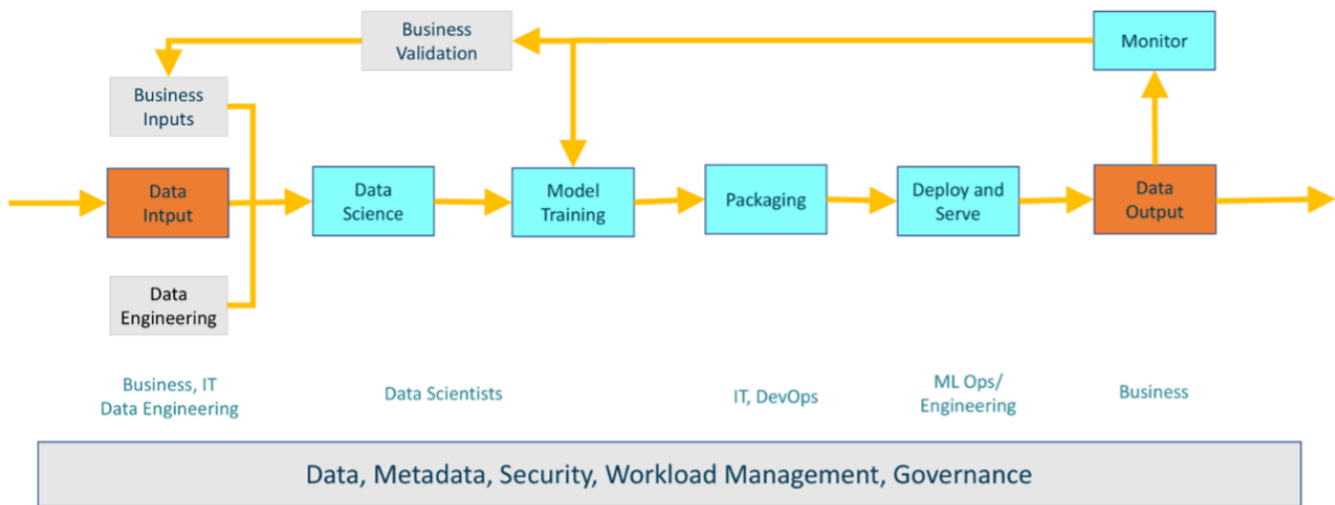 Business
Validation
Monitor
Business
Inputs
Data
Intput
Data
Science
Model
Training
Packaging
Deploy and
Serve
Data
Output
Data
Engineering
Business, IT
Data Engineering
Data Scientists
IT, DevOps
ML Ops/
Engineering
Business
Data, Metadata, Security, Workload Management, Governance